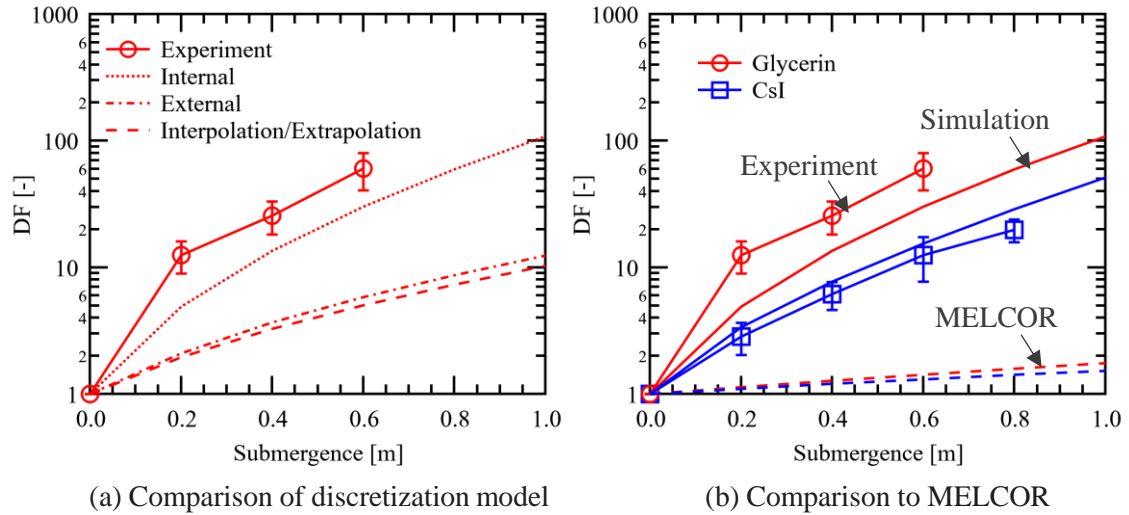 1000
6
4
2
100
6
4
2
10
6
4
2
1
DF [-]
Experiment
Internal
External
Interpolation/Extrapolation
0.0 0.2 0.4 0.6 0.8 1.0
Submergence [m]
(a) Comparison of discretization model
1000
6
4
2
100
6
4
2
10
6
4
2
1
DF [-]
Glycerin
CsI
Simulation
Experiment
MELCOR
0.0 0.2 0.4 0.6 0.8 1.0
Submergence [m]
(b) Comparison to MELCOR